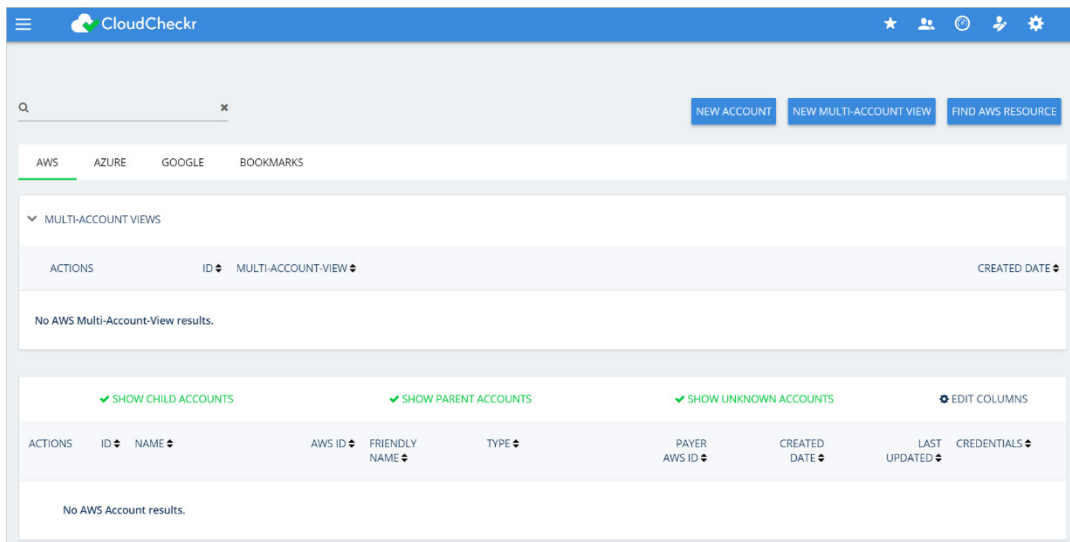 CloudCheckr
NEW ACCOUNT NEW MULTI-ACCOUNT VIEW FIND AWS RESOURCE
AWS AZURE GOOGLE BOOKMARKS
MULTI-ACCOUNT VIEWS
ACTIONS ID MULTI-ACCOUNT-VIEW CREATED DATE
No AWS Multi-Account-View results.
SHOW CHILD ACCOUNTS SHOW PARENT ACCOUNTS SHOW UNKNOWN ACCOUNTS EDIT COLUMNS
ACTIONS ID NAME AWS ID FRIENDLY TYPE PAYER CREATED LAST CREDENTIALS
NAME AWS ID DATE UPDATED
No AWS Account results.